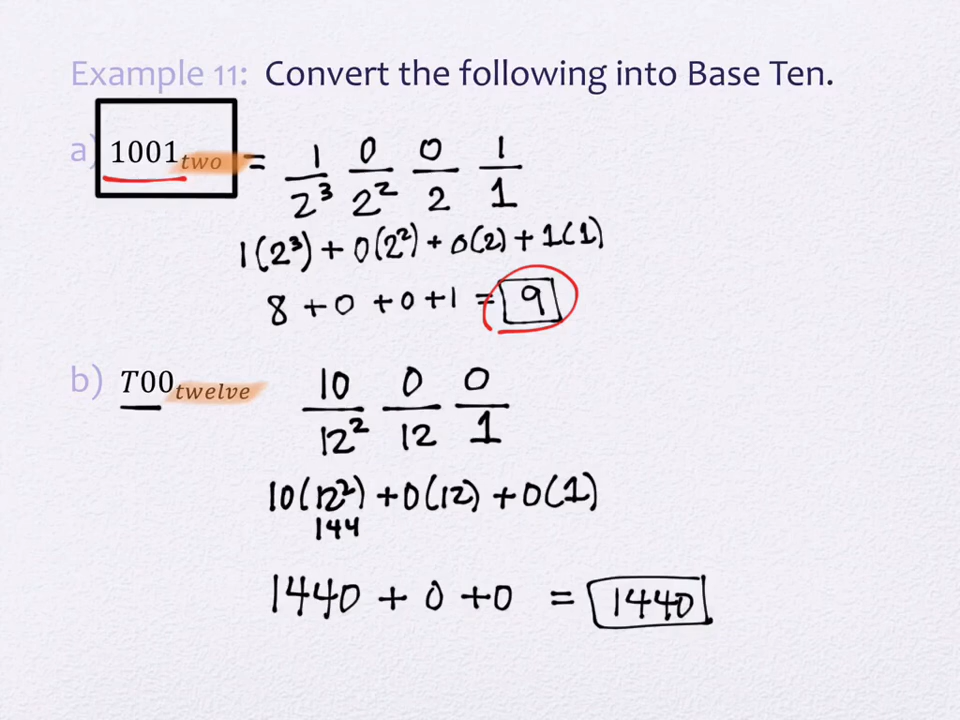 Example 11: Convert the following into Base Ten.
a) 1001two = 1/2³ 0/2² 0/2 1/1
1(2³) + 0(2²) + 0(2) + 1(1)
8 + 0 + 0 + 1 = 9
b) T00twelve 10/12² 0/12 0/1
10(12²) + 0(12) + 0(1)
144
1440 + 0 + 0 = 1440